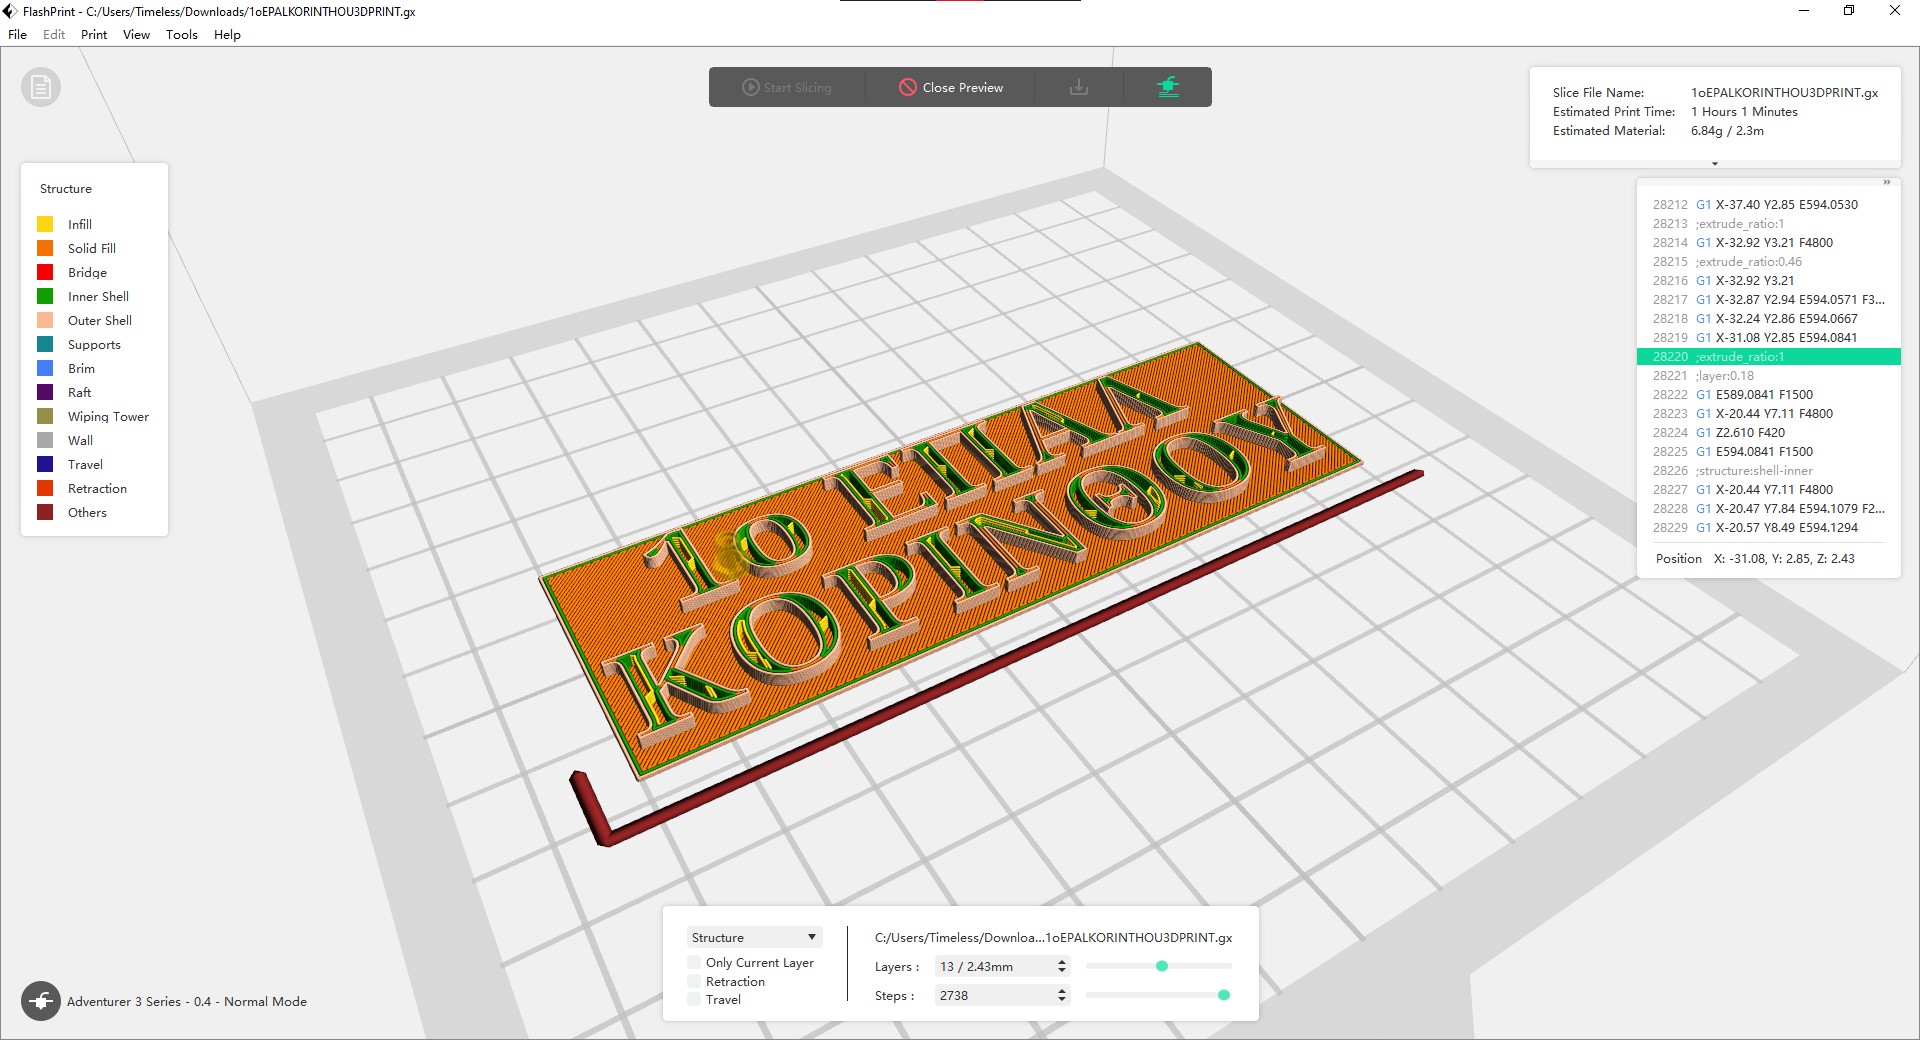 FlashPrint - C:/Users/Timeless/Downloads/1oEPALKORINTHOU3DPRINT.gx
File Edit Print View Tools Help
Start Slicing Close Preview
Slice File Name: 1oEPALKORINTHOU3DPRINT.gx
Estimated Print Time: 1 Hours 1 Minutes
Estimated Material: 6.84g / 2.3m
Structure
Infill
Solid Fill
Bridge
Inner Shell
Outer Shell
Supports
Brim
Raft
Wiping Tower
Wall
Travel
Retraction
Others
1ο ΕΠΑΛ
ΚΟΡΙΝΘΟΥ
28212 G1 X-37.40 Y2.85 E594.0530
28213 ;extrude_ratio:1
28214 G1 X-32.92 Y3.21 F4800
28215 ;extrude_ratio:0.46
28216 G1 X-32.92 Y3.21
28217 G1 X-32.87 Y2.94 E594.0571 F3...
28218 G1 X-32.24 Y2.86 E594.0667
28219 G1 X-31.08 Y2.85 E594.0841
28220 ;extrude_ratio:1
28221 ;layer:0.18
28222 G1 E589.0841 F1500
28223 G1 X-20.44 Y7.11 F4800
28224 G1 Z2.610 F420
28225 G1 E594.0841 F1500
28226 ;structure:shell-inner
28227 G1 X-20.44 Y7.11 F4800
28228 G1 X-20.47 Y7.84 E594.1079 F2...
28229 G1 X-20.57 Y8.49 E594.1294
Position X: -31.08, Y: 2.85, Z: 2.43
Structure
Only Current Layer
Retraction
Travel
C:/Users/Timeless/Downloa...1oEPALKORINTHOU3DPRINT.gx
Layers : 13 / 2.43mm
Steps : 2738
Adventurer 3 Series - 0.4 - Normal Mode